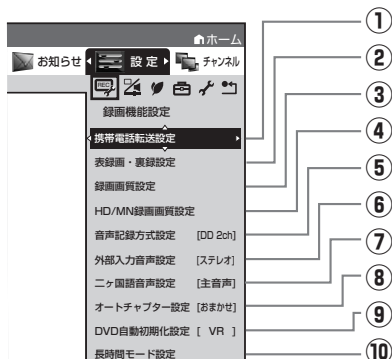 ホーム
お知らせ 設定 チャンネル
REC
録画機能設定
携帯電話転送設定
表録画・裏録設定
録画画質設定
HD/MN録画画質設定
音声記録方式設定 [DD 2ch]
外部入力音声設定 [ステレオ]
二ヶ国語音声設定 [主音声]
オートチャプター設定 [おまかせ]
DVD自動初期化設定 [ VR ]
長時間モード設定
①
②
③
④
⑤
⑥
⑦
⑧
⑨
⑩